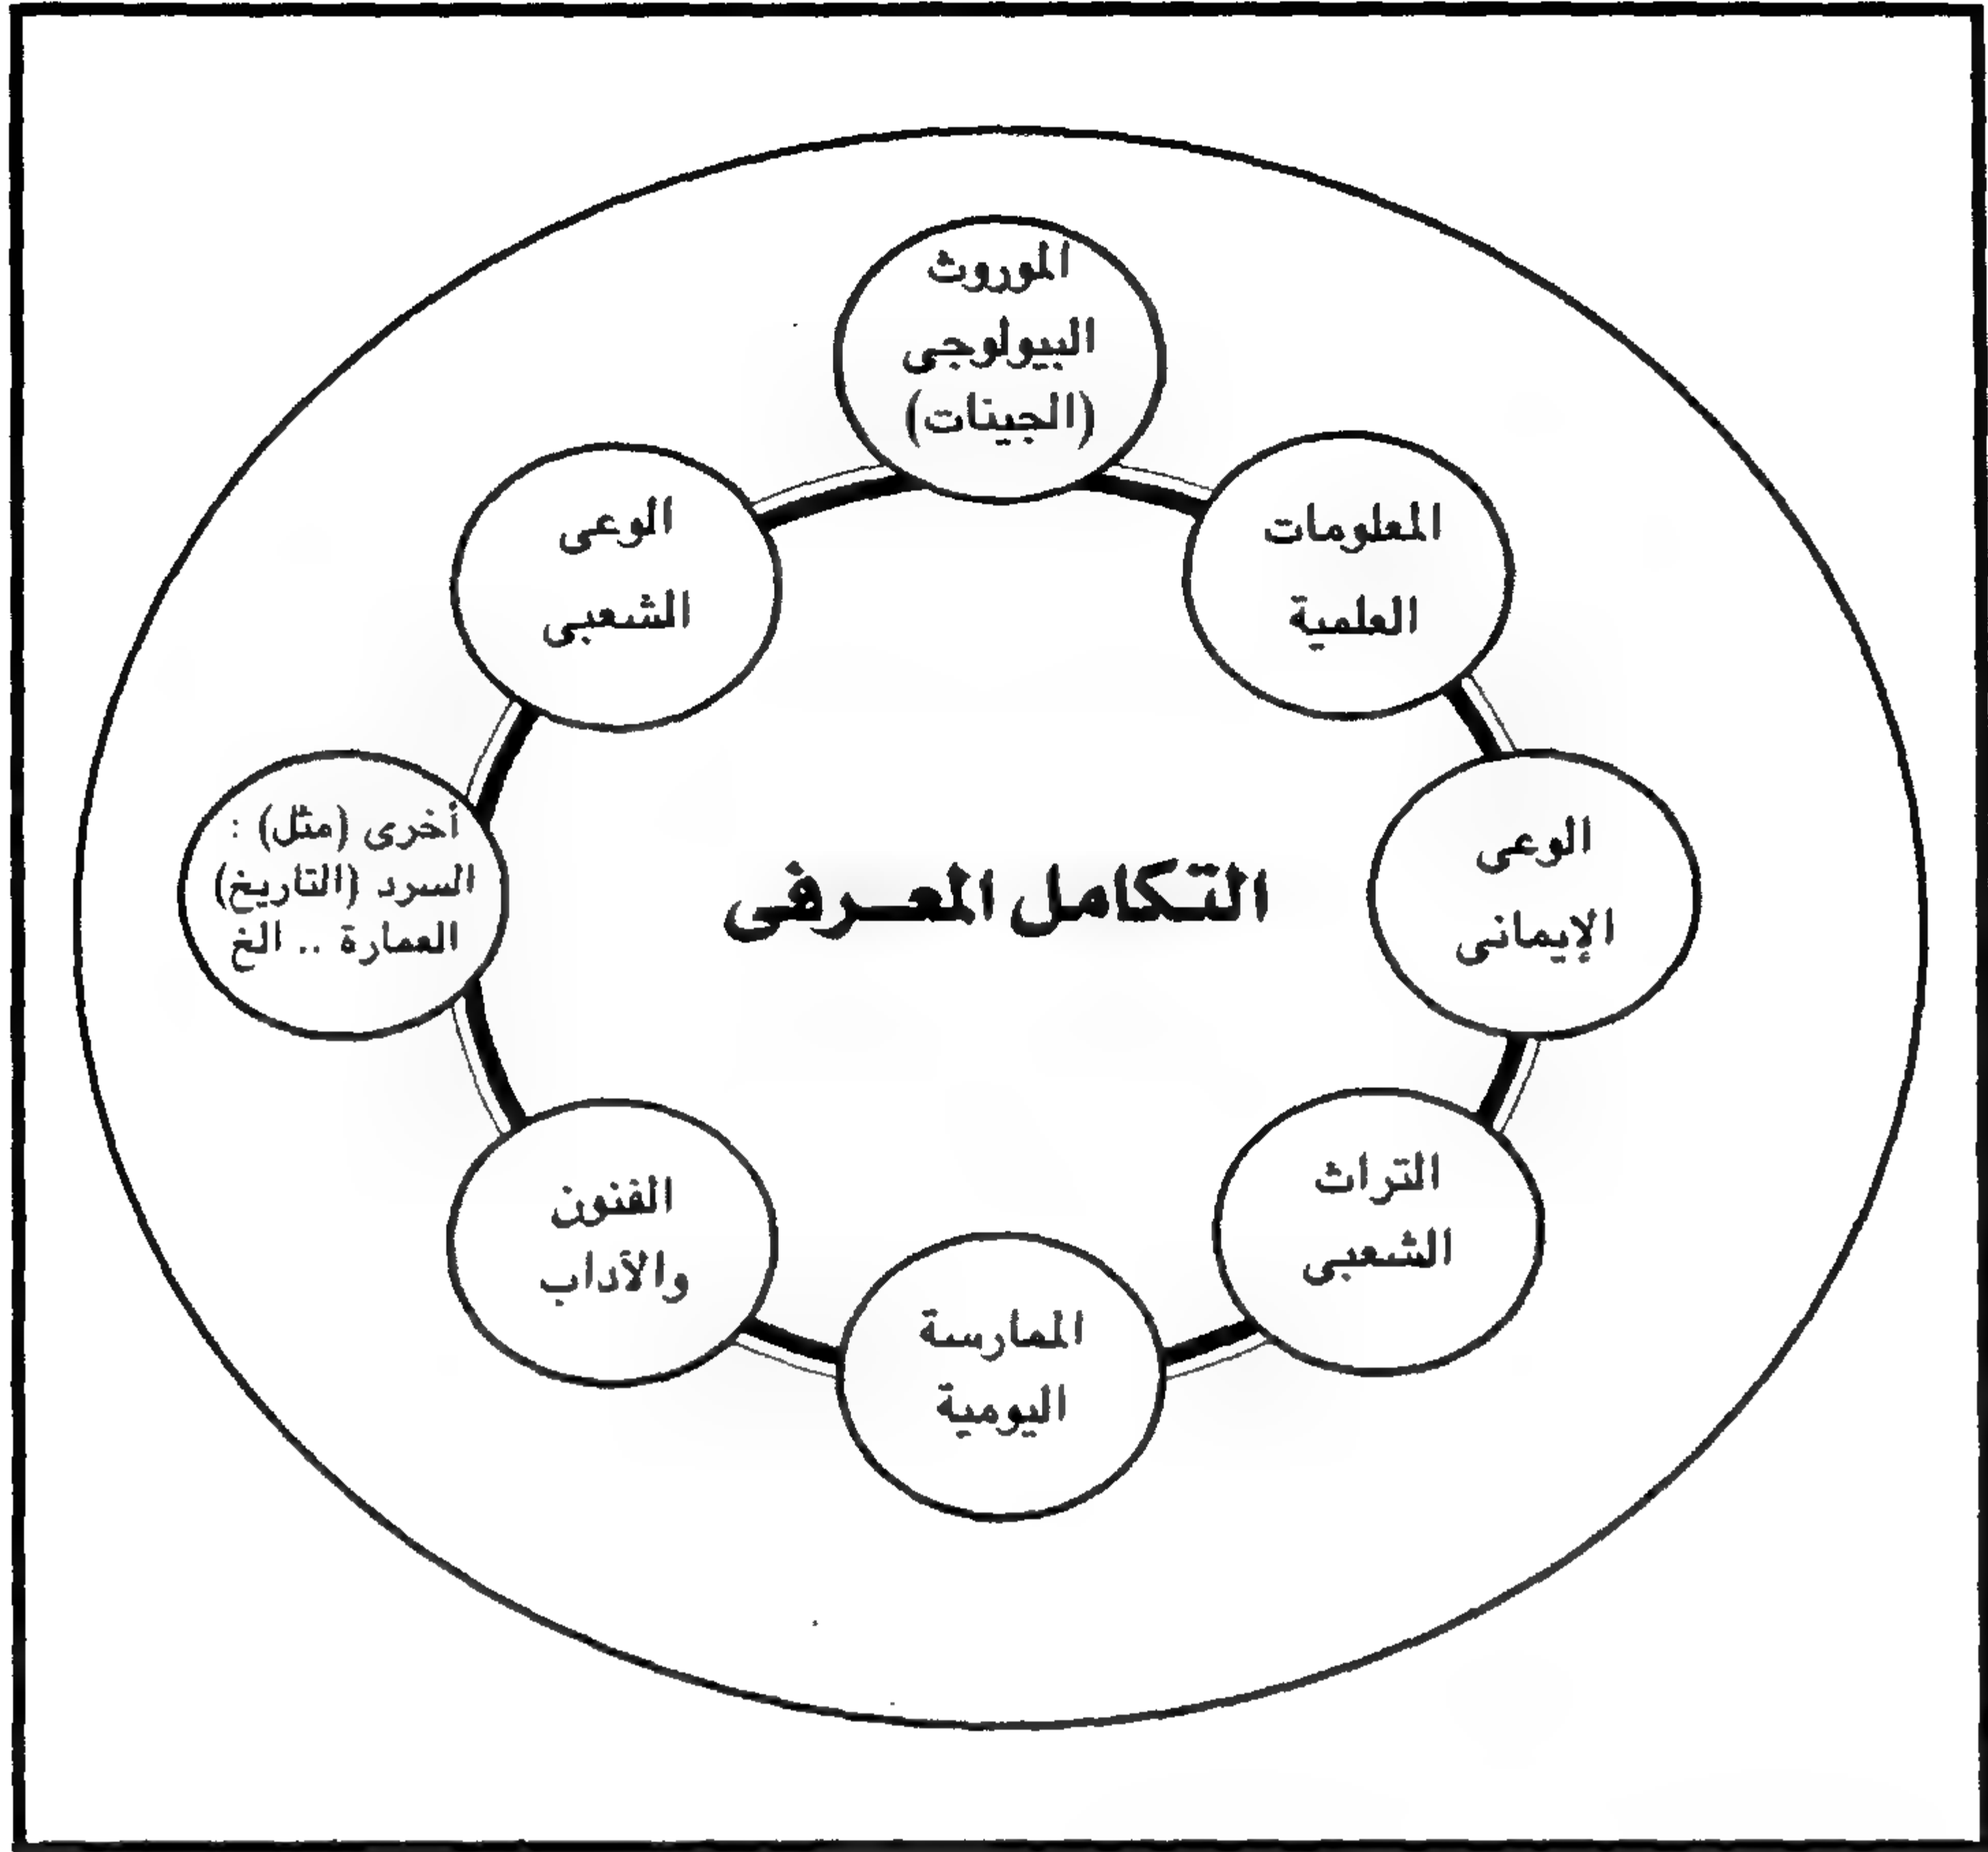 الموروث
البيولوجى
(الجينات)
المعلومات
العلمية
الوعى
الإيمانى
التراث
الشعبى
الممارسة
اليومية
الفنون
والآداب
أخرى (مثل) :
السرد (التاريخ)
العمارة .. الخ
الوعى
الشعبى
التكامل المعرفى